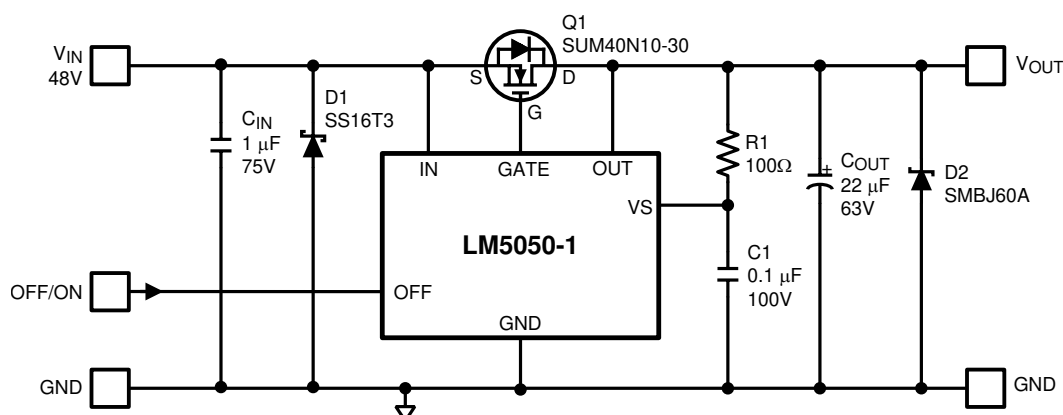 Q1
SUM40N10-30
VIN
48V
S
D
G
VOUT
D1
SS16T3
CIN
1 μF
75V
R1
100Ω
COUT
+
22 μF
63V
D2
SMBJ60A
IN
GATE
OUT
VS
LM5050-1
C1
0.1 μF
100V
OFF/ON
OFF
GND
GND
GND